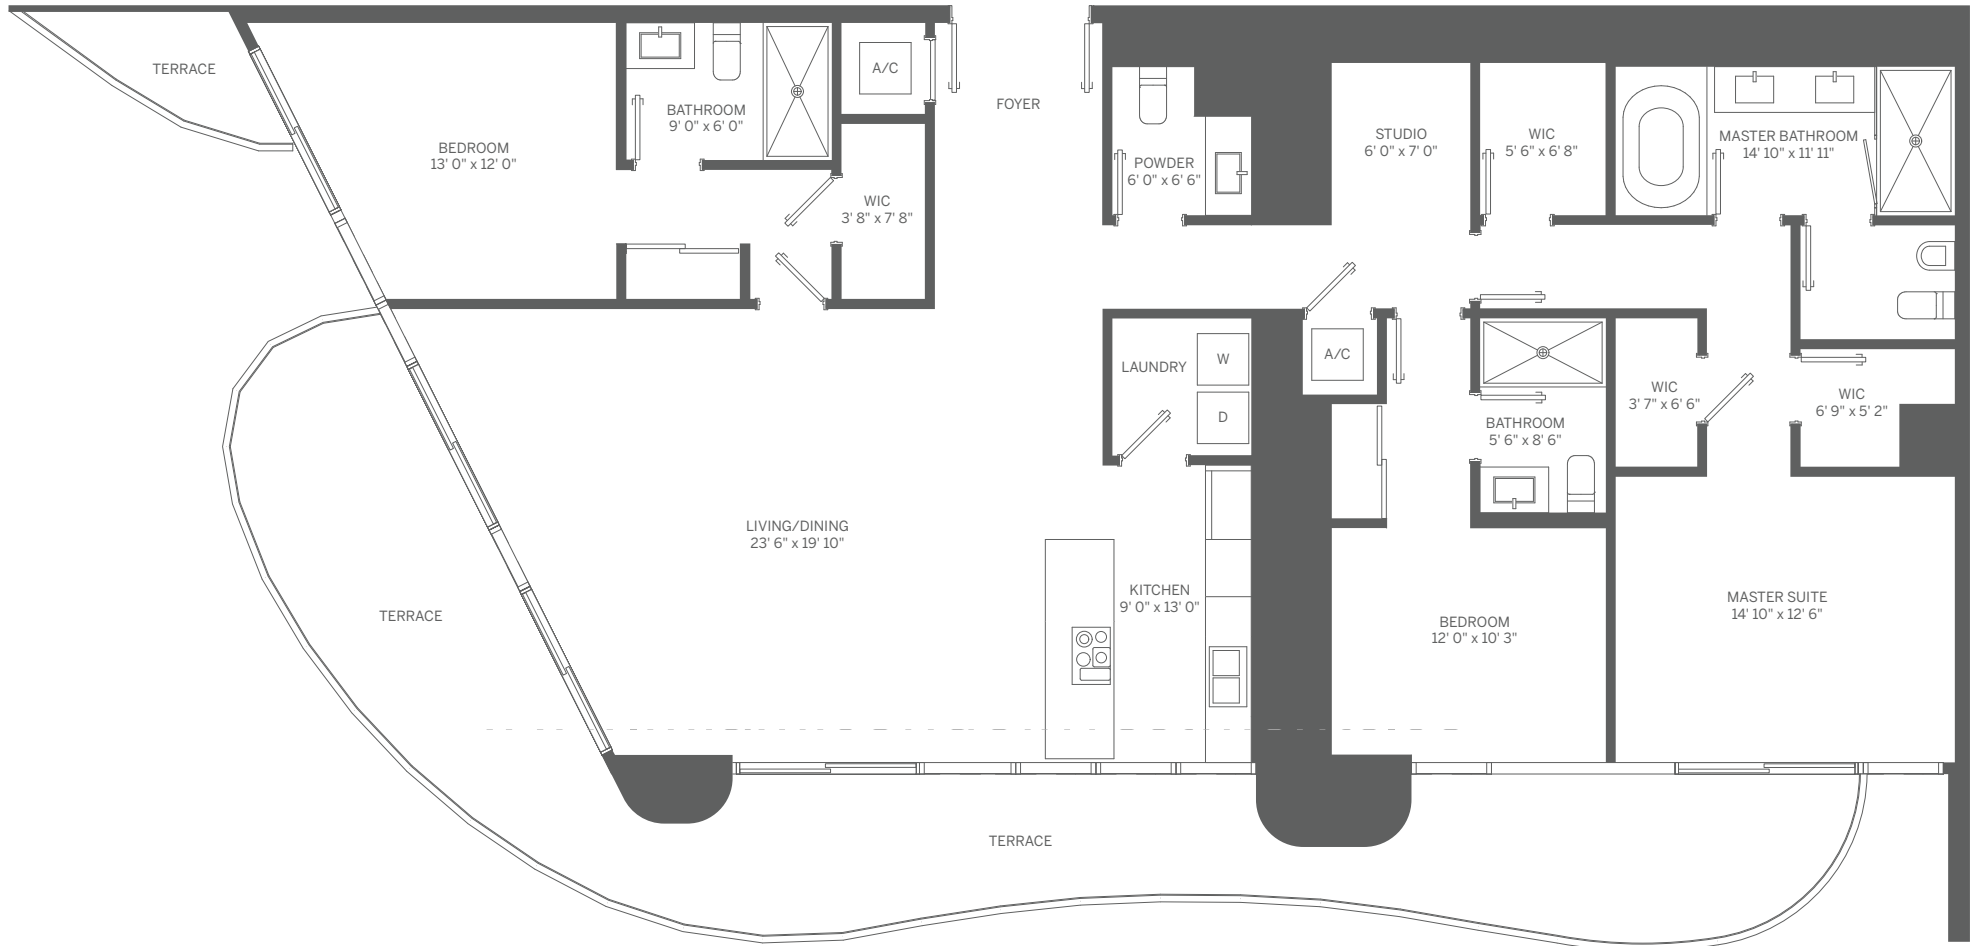 TERRACE
BEDROOM
13' 0" x 12' 0"
BATHROOM
9' 0" x 6' 0"
A/C
WIC
3' 8" x 7' 8"
FOYER
POWDER
6' 0" x 6' 6"
STUDIO
6' 0" x 7' 0"
WIC
5' 6" x 6' 8"
MASTER BATHROOM
14' 10" x 11' 11"
LAUNDRY
W
D
A/C
BATHROOM
5' 6" x 8' 6"
WIC
3' 7" x 6' 6"
WIC
6' 9" x 5' 2"
LIVING/DINING
23' 6" x 19' 10"
KITCHEN
9' 0" x 13' 0"
TERRACE
BEDROOM
12' 0" x 10' 3"
MASTER SUITE
14' 10" x 12' 6"
TERRACE